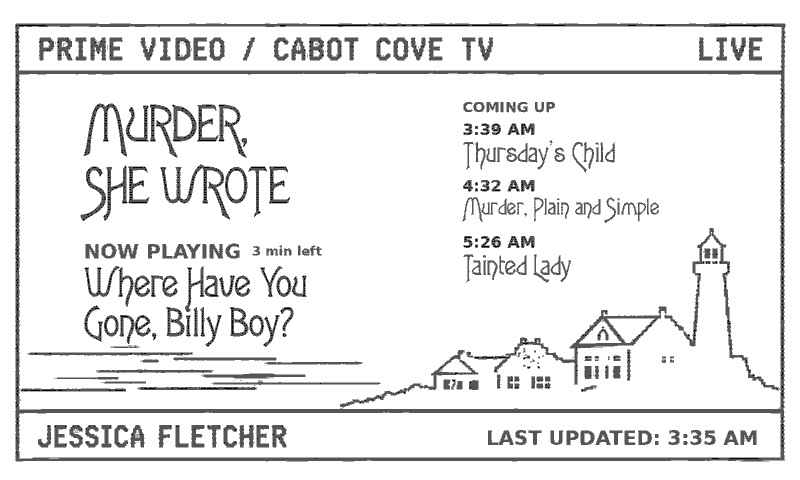 PRIME VIDEO / CABOT COVE TV
LIVE
MURDER,
SHE WROTE
NOW PLAYING 3 min left
Where Have You
Gone, Billy Boy?
COMING UP
3:39 AM
Thursday's Child
4:32 AM
Murder, Plain and Simple
5:26 AM
Tainted Lady
JESSICA FLETCHER
LAST UPDATED: 3:35 AM